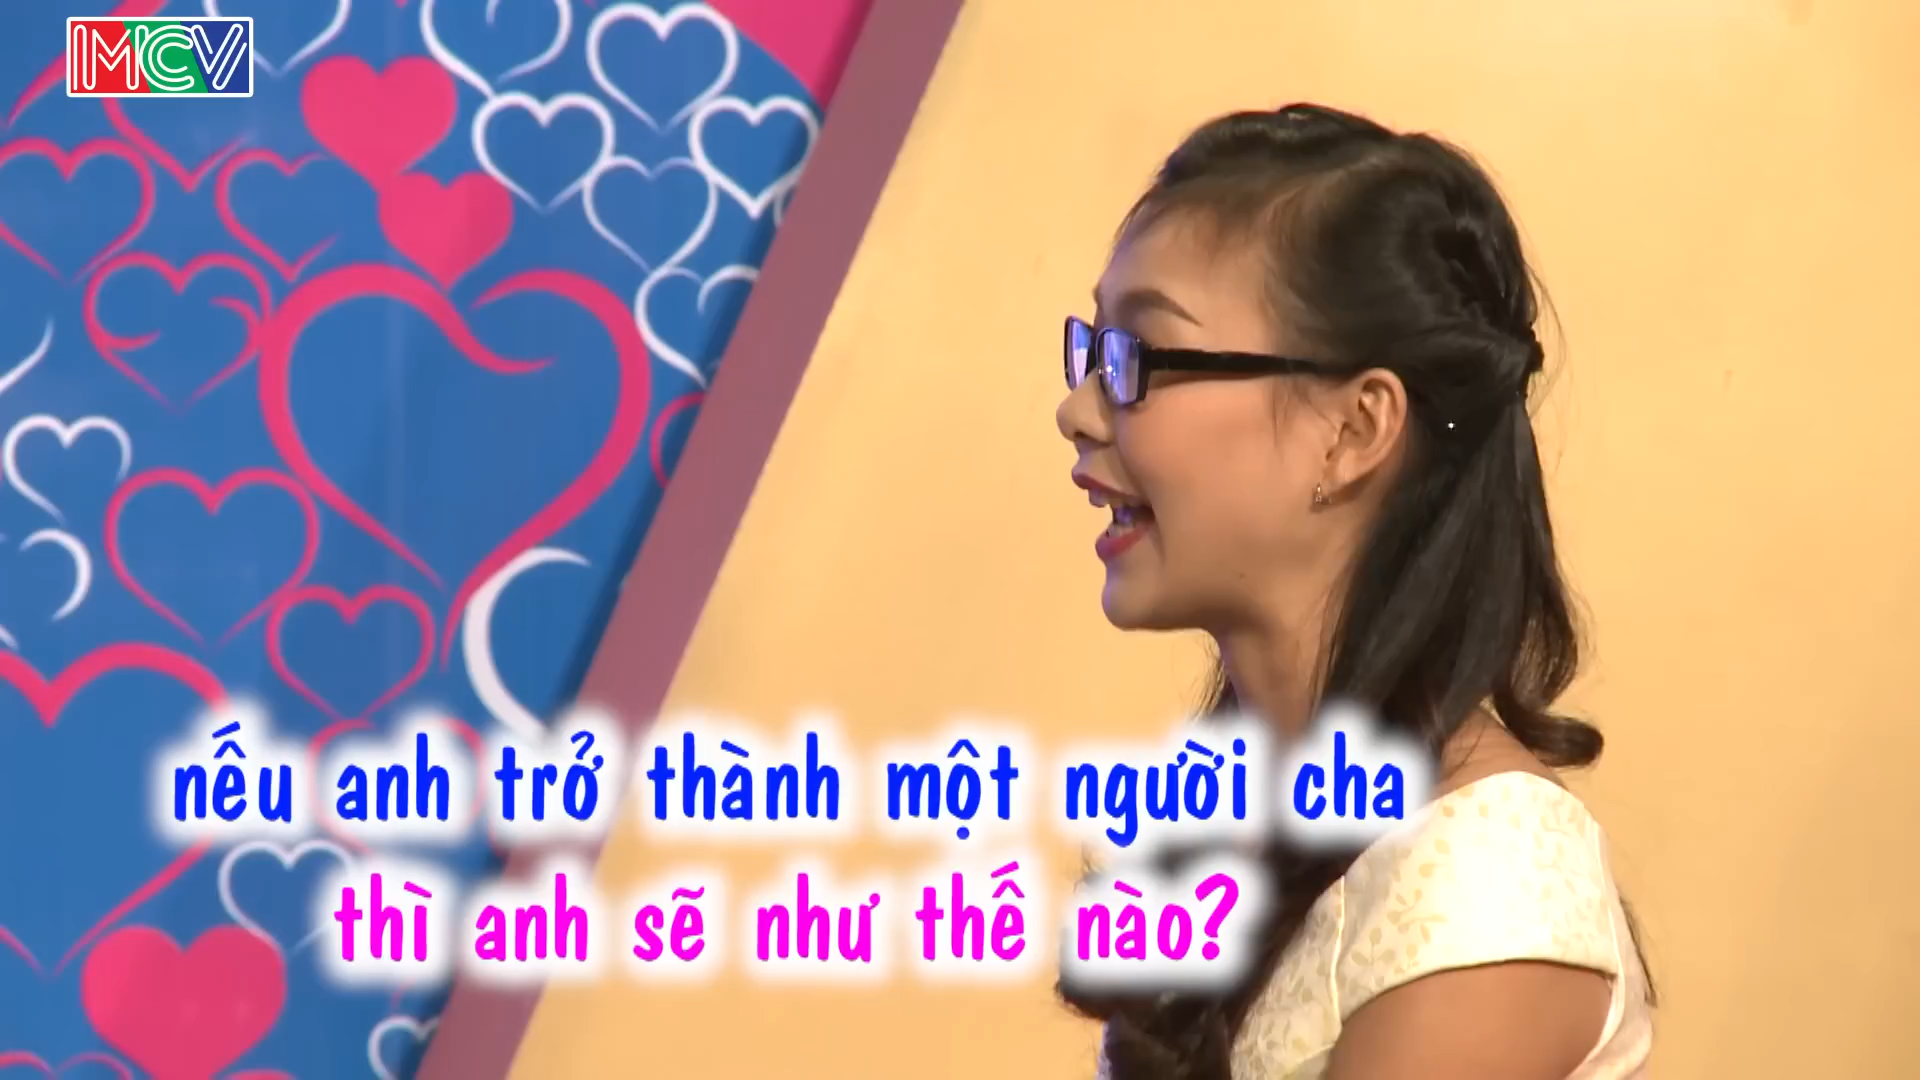 MCV
nếu anh trở thành một người cha
thì anh sẽ như thế nào?